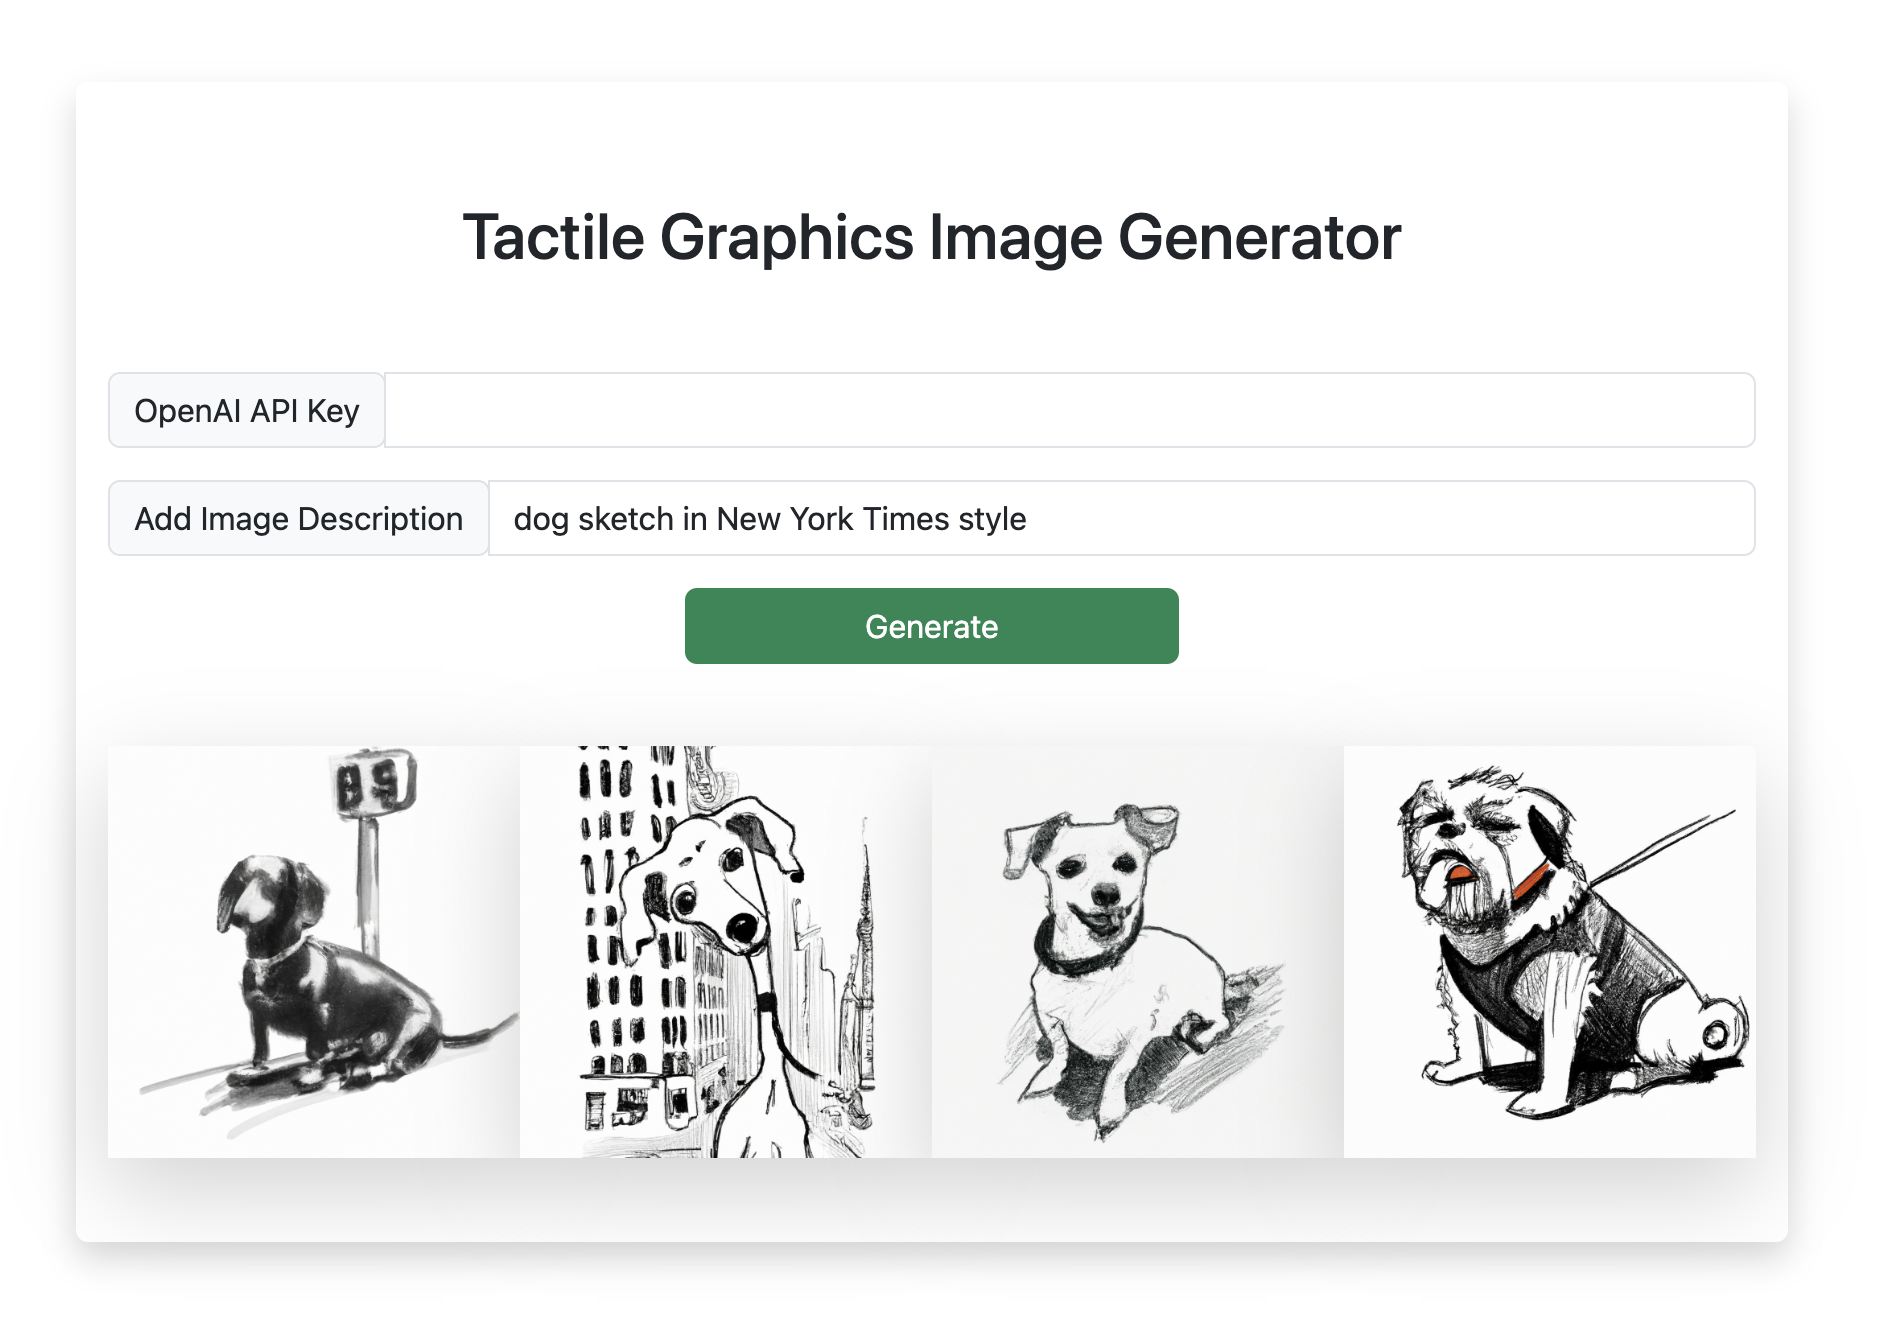 Tactile Graphics Image Generator
OpenAI API Key
Add Image Description
dog sketch in New York Times style
Generate